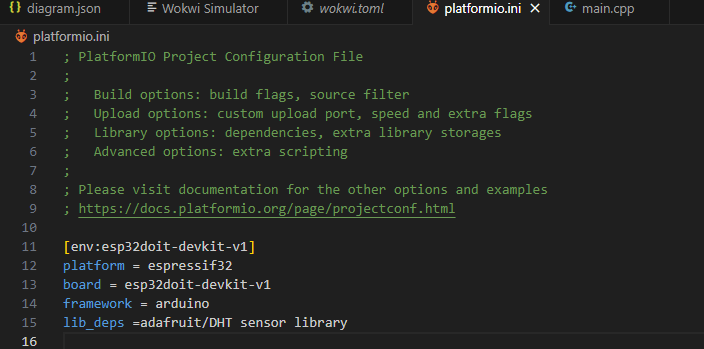 {} diagram.json
Wokwi Simulator
wokwi.toml
platformio.ini
main.cpp
platformio.ini
1 ; PlatformIO Project Configuration File
2 ;
3 ;   Build options: build flags, source filter
4 ;   Upload options: custom upload port, speed and extra flags
5 ;   Library options: dependencies, extra library storages
6 ;   Advanced options: extra scripting
7 ;
8 ; Please visit documentation for the other options and examples
9 ; https://docs.platformio.org/page/projectconf.html
10
11 [env:esp32doit-devkit-v1]
12 platform = espressif32
13 board = esp32doit-devkit-v1
14 framework = arduino
15 lib_deps =adafruit/DHT sensor library
16